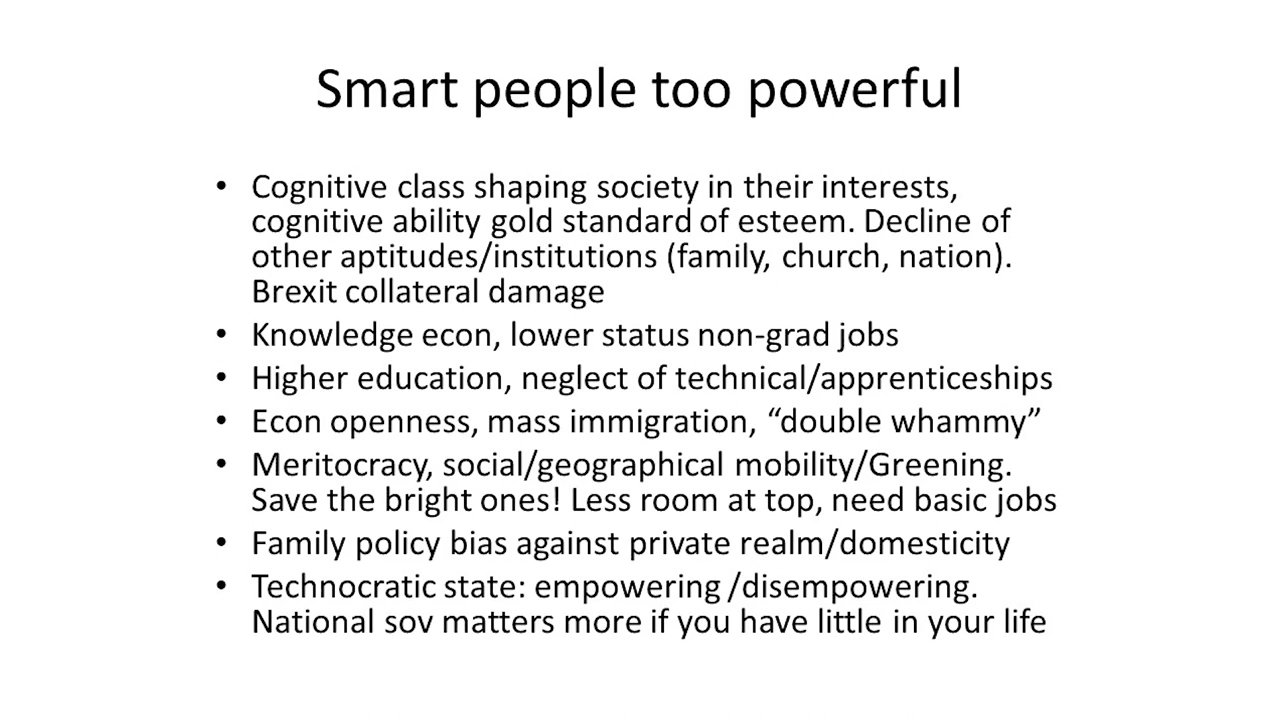 Smart people too powerful
• Cognitive class shaping society in their interests,
cognitive ability gold standard of esteem. Decline of
other aptitudes/institutions (family, church, nation).
Brexit collateral damage
• Knowledge econ, lower status non-grad jobs
• Higher education, neglect of technical/apprenticeships
• Econ openness, mass immigration, “double whammy”
• Meritocracy, social/geographical mobility/Greening.
Save the bright ones! Less room at top, need basic jobs
• Family policy bias against private realm/domesticity
• Technocratic state: empowering /disempowering.
National sov matters more if you have little in your life